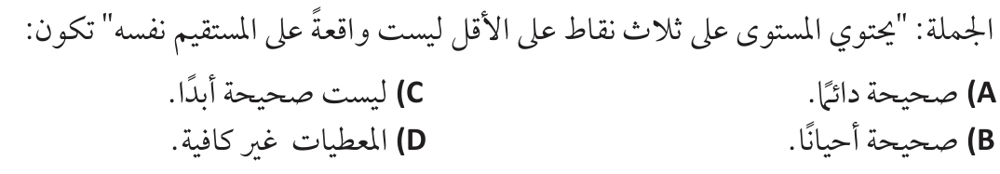 الجملة: "يحتوي المستوى على ثلاث نقاط على الأقل ليست واقعةً على المستقيم نفسه" تكون:
A) صحيحة دائمًا.
C) ليست صحيحة أبدًا.
B) صحيحة أحيانًا.
D) المعطيات غير كافية.